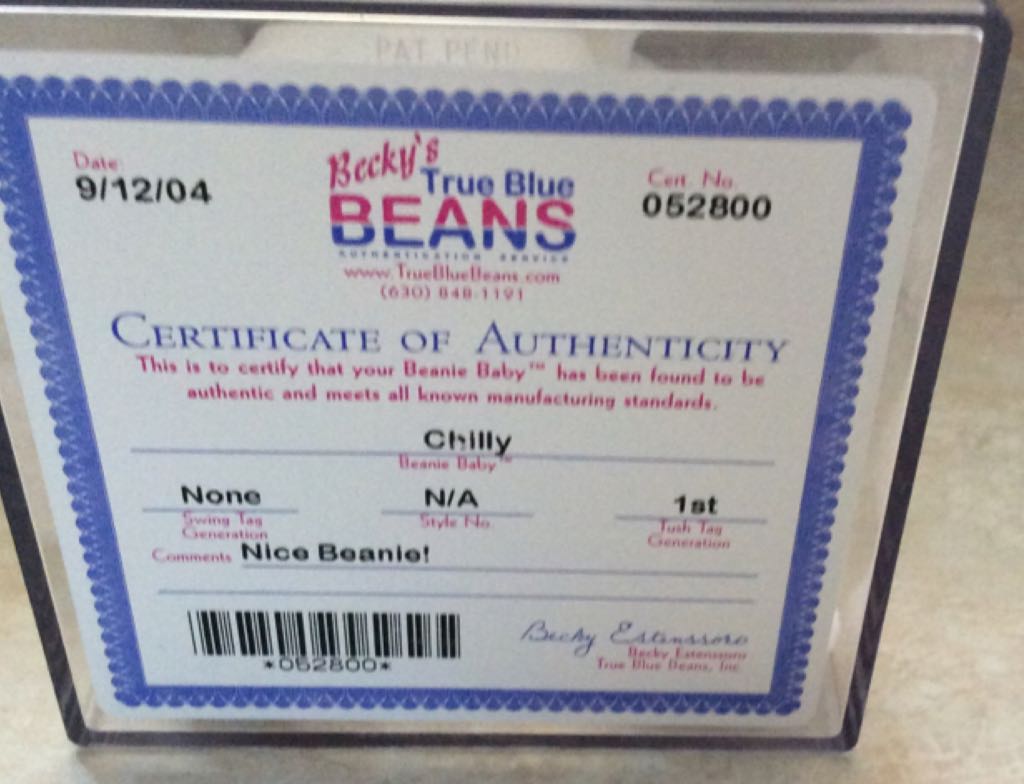 PAT PEND
Date:
9/12/04
Becky's
True Blue
BEANS
AUTHENTICATION SERVICE
www.TrueBlueBeans.com
(630) 848-1191
Cert. No.
052800
CERTIFICATE OF AUTHENTICITY
This is to certify that your Beanie Baby™ has been found to be
authentic and meets all known manufacturing standards.
Chilly
Beanie Baby™
None
Swing Tag
Generation
N/A
Style No.
1st
Tush Tag
Generation
Comments Nice Beanie!
*052800*
Becky Estenssoro
Becky Estenssoro
True Blue Beans, Inc.